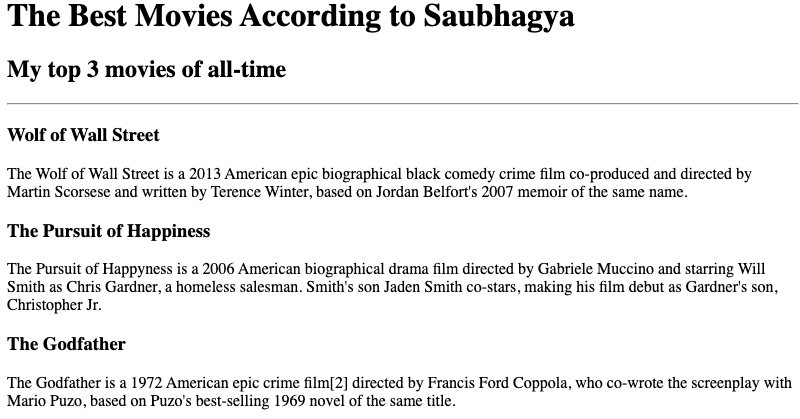 The Best Movies According to Saubhagya
My top 3 movies of all-time
Wolf of Wall Street
The Wolf of Wall Street is a 2013 American epic biographical black comedy crime film co-produced and directed by
Martin Scorsese and written by Terence Winter, based on Jordan Belfort's 2007 memoir of the same name.
The Pursuit of Happiness
The Pursuit of Happyness is a 2006 American biographical drama film directed by Gabriele Muccino and starring Will
Smith as Chris Gardner, a homeless salesman. Smith's son Jaden Smith co-stars, making his film debut as Gardner's son,
Christopher Jr.
The Godfather
The Godfather is a 1972 American epic crime film[2] directed by Francis Ford Coppola, who co-wrote the screenplay with
Mario Puzo, based on Puzo's best-selling 1969 novel of the same title.